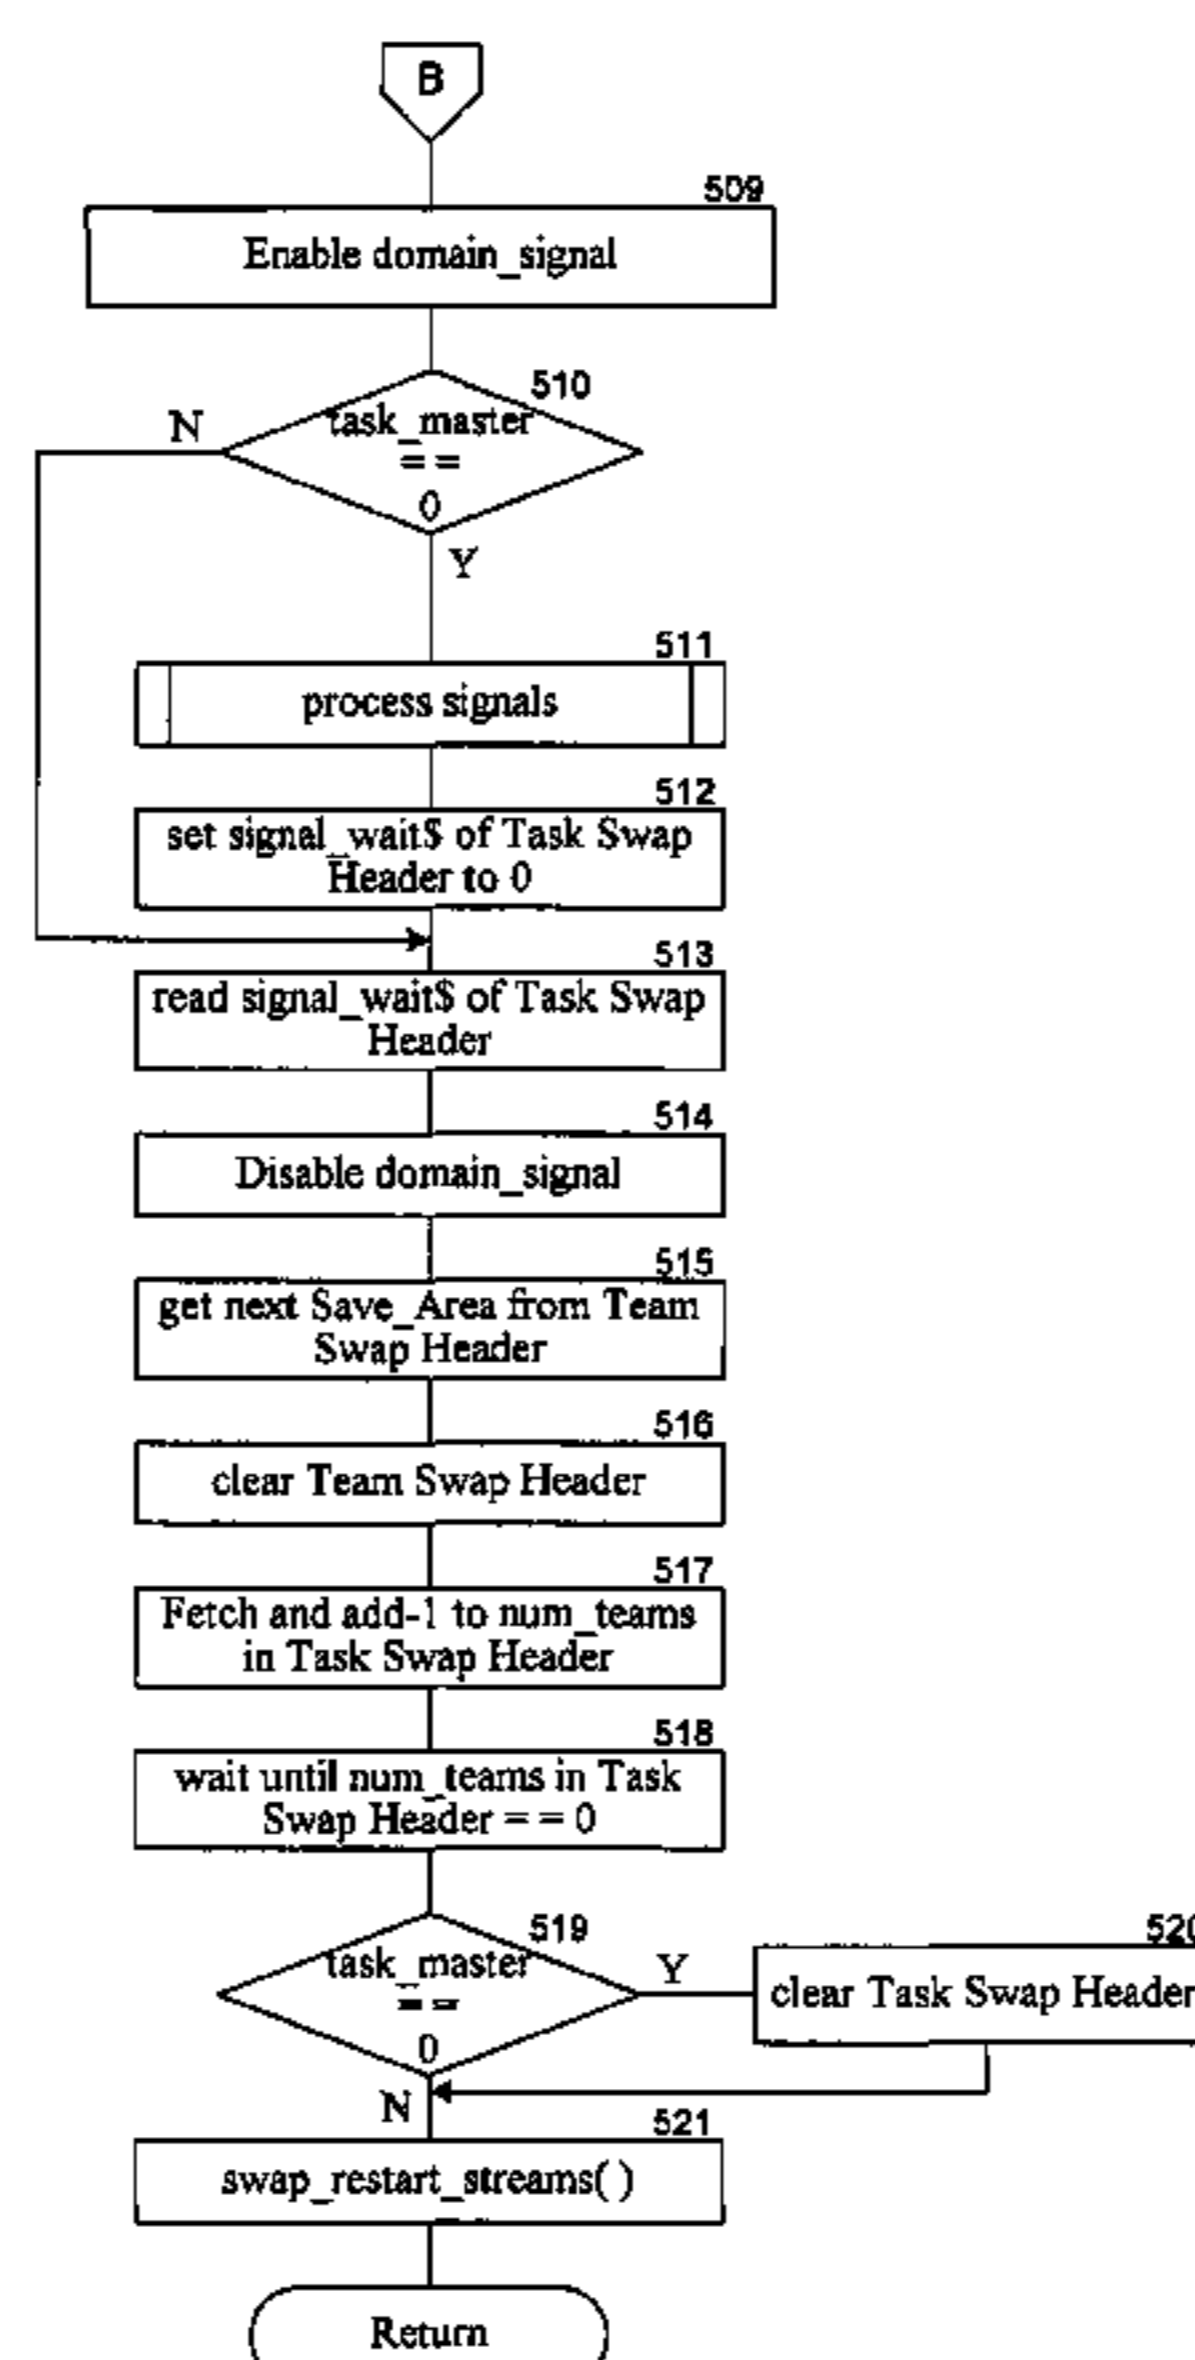 B
509
Enable domain_signal
510
task_master
= =
0
N
Y
511
process signals
512
set signal_wait$ of Task Swap
Header to 0
513
read signal_wait$ of Task Swap
Header
514
Disable domain_signal
515
get next Save_Area from Team
Swap Header
516
clear Team Swap Header
517
Fetch and add-1 to num_teams
in Task Swap Header
518
wait until num_teams in Task
Swap Header = = 0
519
task_master
= =
0
Y
520
clear Task Swap Header
N
521
swap_restart_streams( )
Return